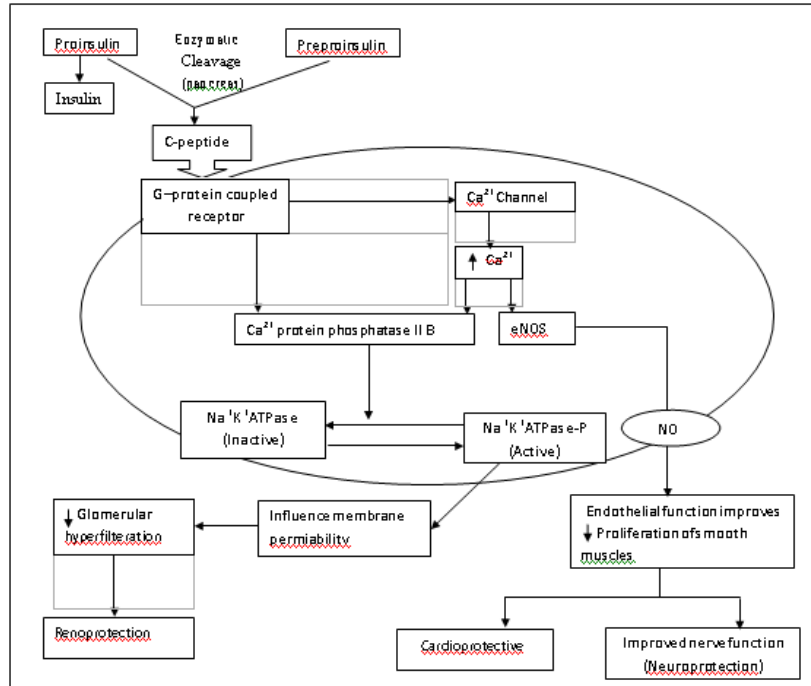 Proinsulin
Enzymatic
Cleavage
(pancreas)
Preproinsulin
Insulin
C-peptide
G-protein coupled
receptor
Ca²⁺ Channel
↑ Ca²⁺
Ca²⁺ protein phosphatase II B
eNOS
Na⁺K⁺ATPase
(Inactive)
Na⁺K⁺ATPase-P
(Active)
NO
↓ Glomerular
hyperfilteration
Influence membrane
permiability
Endothelial function improves
↓ Proliferation of smooth
muscles
Renoprotection
Cardioprotective
Improved nerve function
(Neuroprotection)